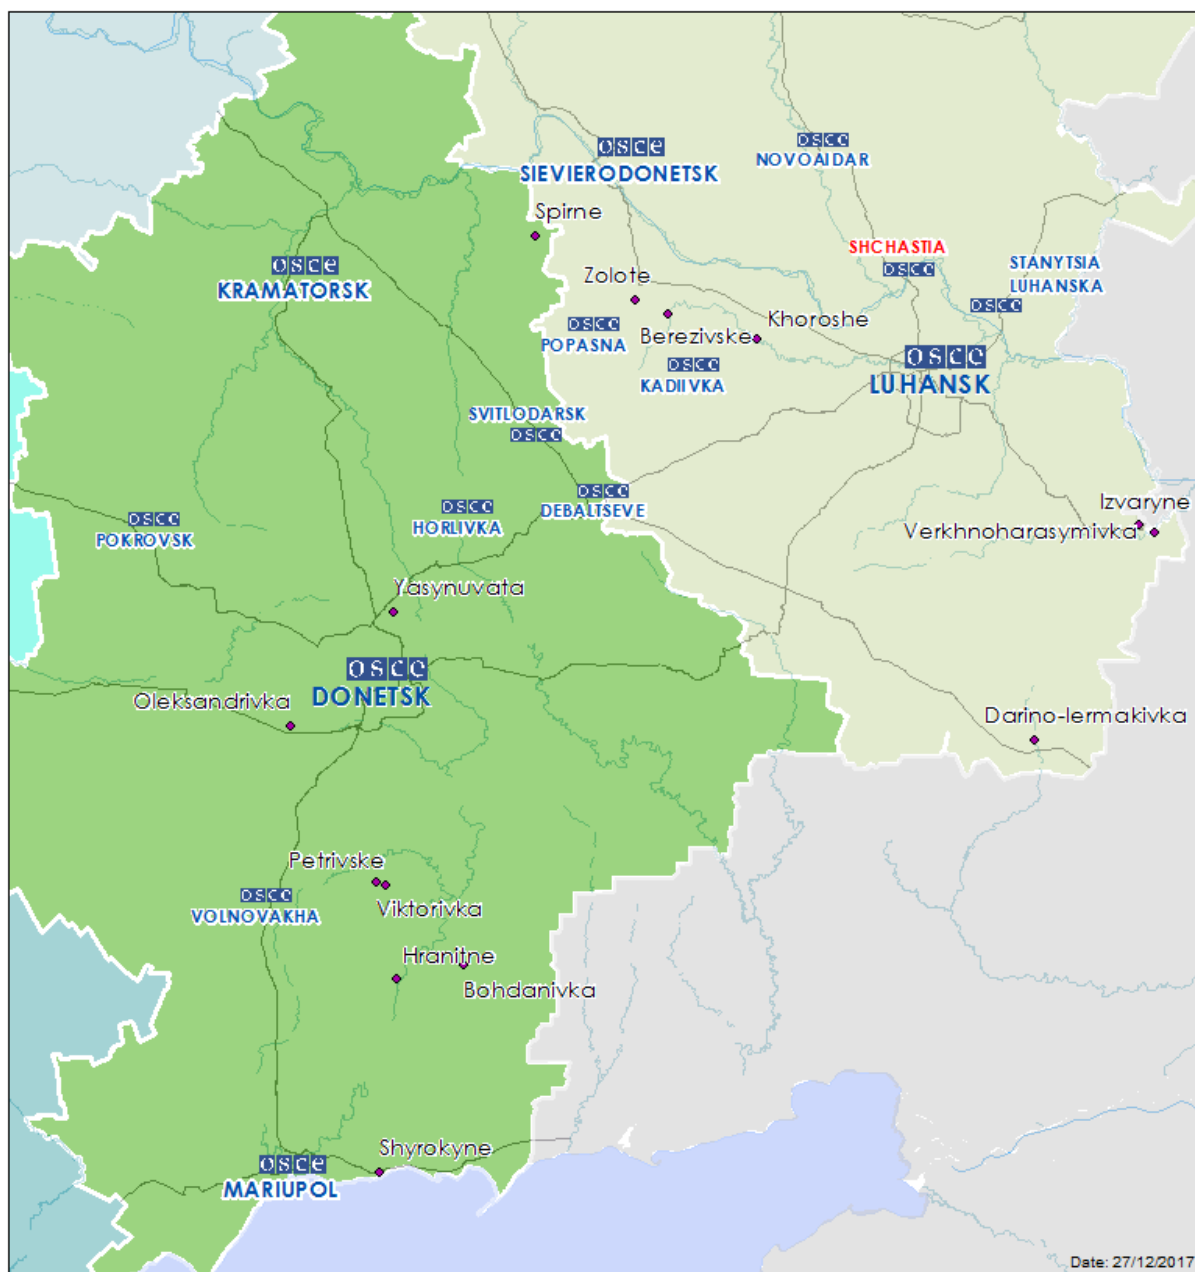 osce
NOVOAIDAR
osce
SIEVIERODONETSK
Spirne
SHCHASTIA
osce
STANYTSIA
LUHANSKA
osce
osce
KRAMATORSK
Zolote
osce
POPASNA
Berezivske
Khoroshe
osce
LUHANSK
osce
KADIIVKA
SVITLODARSK
osce
osce
DEBALTSEVE
osce
HORLIVKA
osce
POKROVSK
Izvaryne
Verkhnoharasymivka
Yasynuvata
osce
DONETSK
Oleksandrivka
Darino-Iermakivka
Petrivske
osce
VOLNOVAKHA
Viktorivka
Hranitne
Bohdanivka
Shyrokyne
osce
MARIUPOL
Date: 27/12/2017